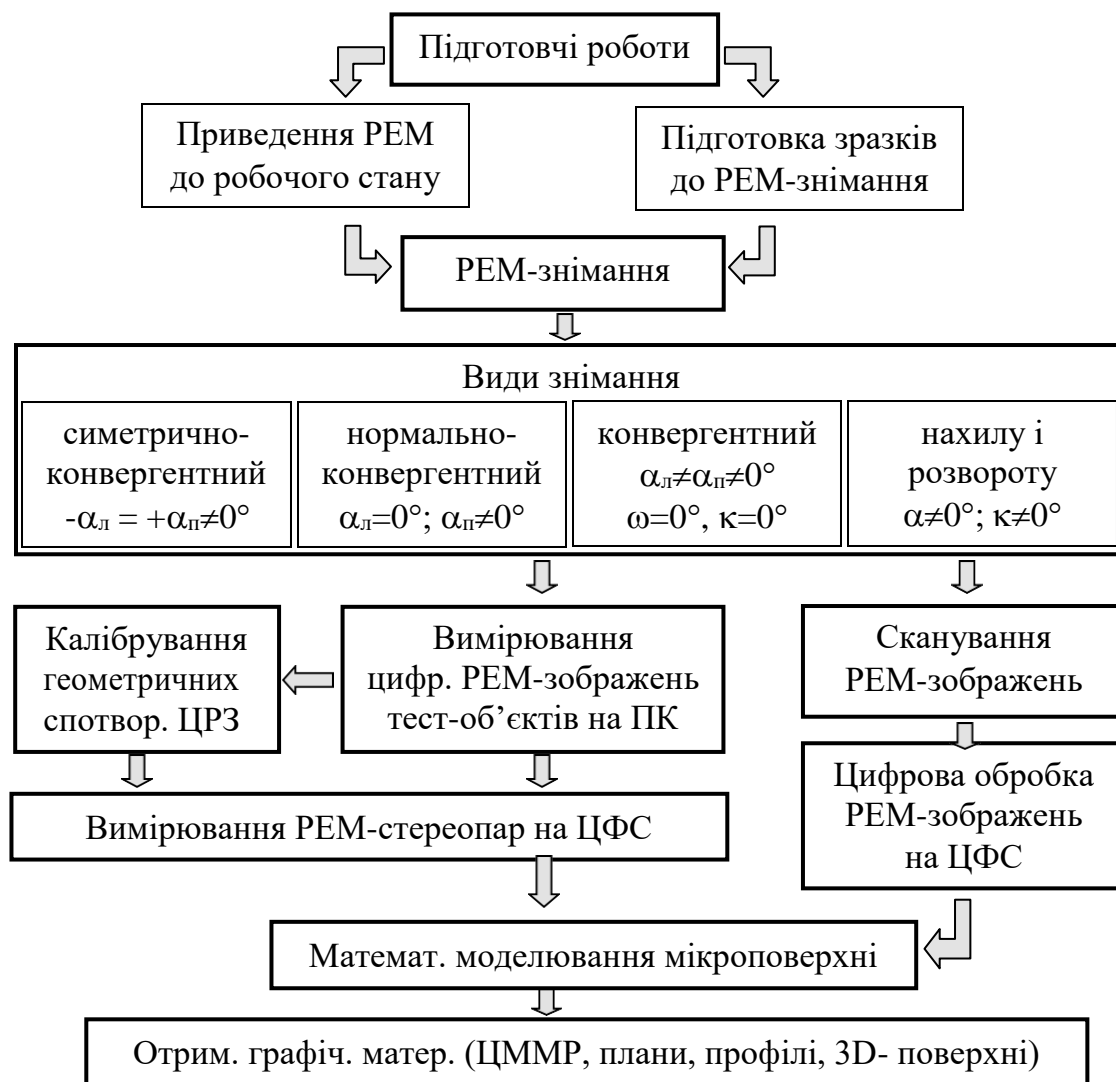 Підготовчі роботи
Приведення РЕМ
до робочого стану
Підготовка зразків
до РЕМ-знімання
РЕМ-знімання
Види знімання
симетрично-
конвергентний
-αл = +αп≠0°
нормально-
конвергентний
αл=0°; αп≠0°
конвергентний
αл≠αп≠0°
ω=0°, κ=0°
нахилу і
розвороту
α≠0°; κ≠0°
Калібрування
геометричних
спотвор. ЦРЗ
Вимірювання
цифр. РЕМ-зображень
тест-об’єктів на ПК
Сканування
РЕМ-зображень
Вимірювання РЕМ-стереопар на ЦФС
Цифрова обробка
РЕМ-зображень
на ЦФС
Математ. моделювання мікроповерхні
Отрим. графіч. матер. (ЦММР, плани, профілі, 3D- поверхні)